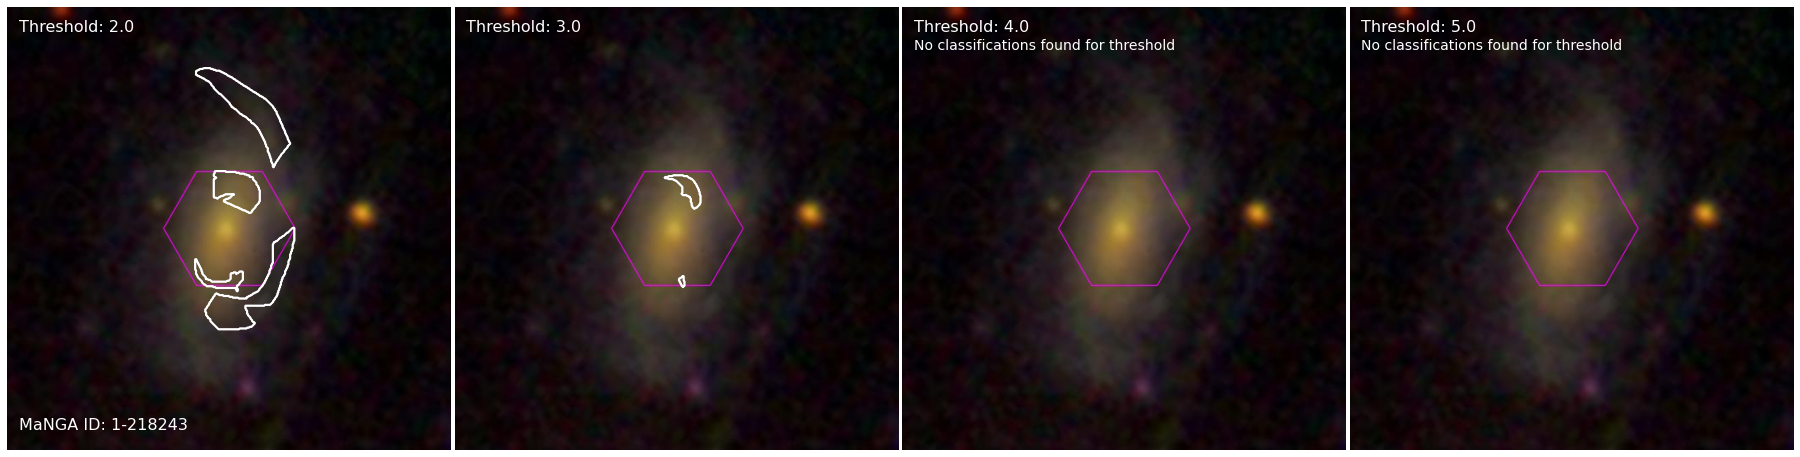 Threshold: 2.0
MaNGA ID: 1-218243
Threshold: 3.0
Threshold: 4.0
No classifications found for threshold
Threshold: 5.0
No classifications found for threshold